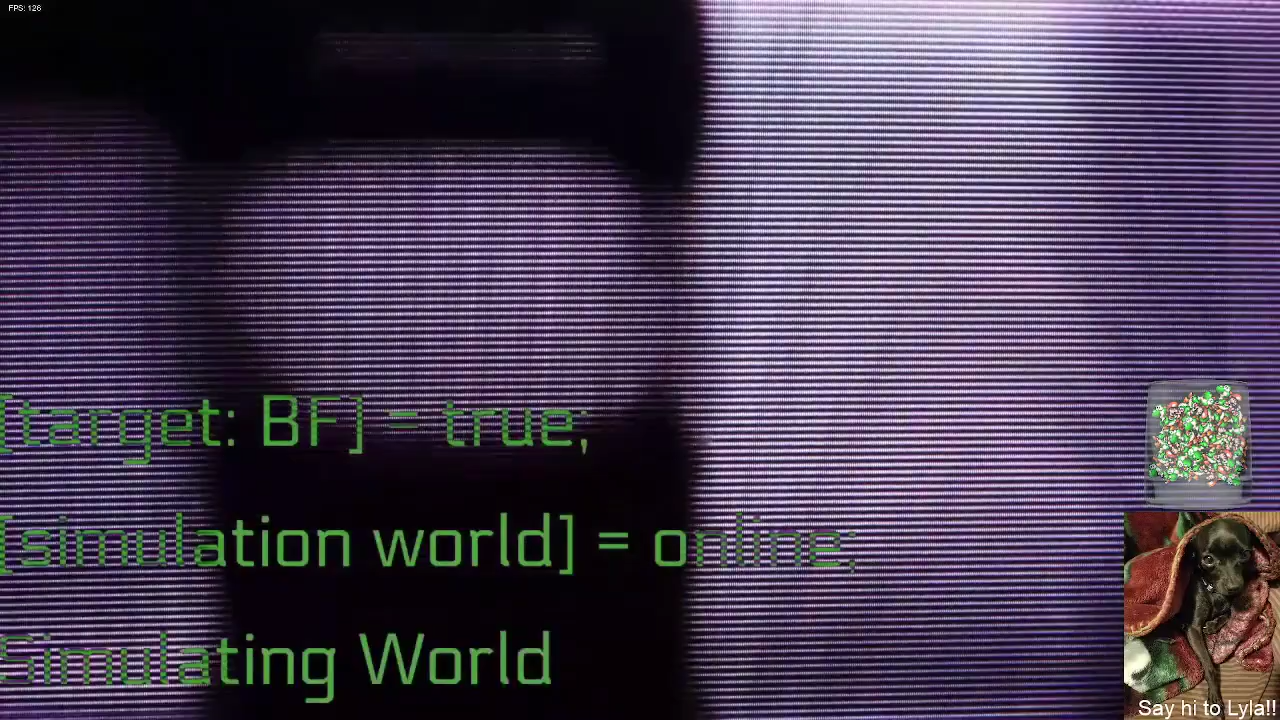 FPS: 126
[target: BF] = true;
[simulation world] = online;
Simulating World
Say hi to Lyla!!